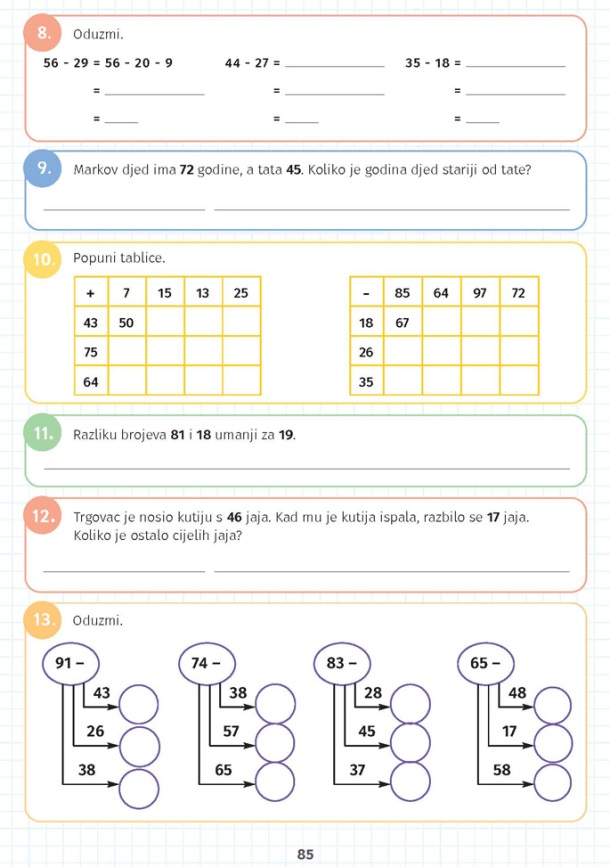 8. Oduzmi.
56 - 29 = 56 - 20 - 9 44 - 27 = 35 - 18 =
= = =
= = =
9. Markov djed ima 72 godine, a tata 45. Koliko je godina djed stariji od tate?
10. Popuni tablice.
+ 7 15 13 25
43 50
75
64
- 85 64 97 72
18 67
26
35
11. Razliku brojeva 81 i 18 umanji za 19.
12. Trgovac je nosio kutiju s 46 jaja. Kad mu je kutija ispala, razbilo se 17 jaja.
Koliko je ostalo cijelih jaja?
13. Oduzmi.
91 - 74 - 83 - 65 -
43 38 28 48
26 57 45 17
38 65 37 58
85